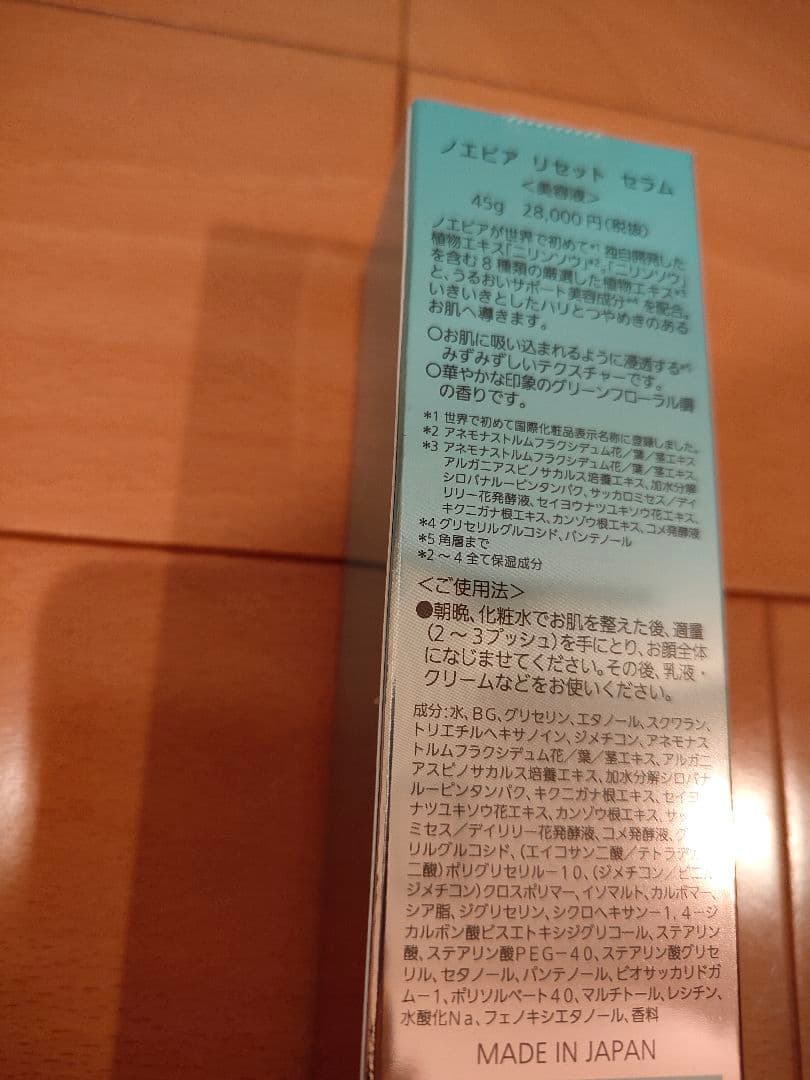 ノエビア リセット セラム
＜美容液＞
45g 28,000円(税抜)
ノエビアが世界で初めて*1独自開発した
植物エキス「ニリンソウ」*2。「ニリンソウ」
を含む8種類の厳選した植物エキス*3
と、うるおいサポート美容成分*4を配合。
いきいきとしたハリとつやめきのある
お肌へ導きます。
○お肌に吸い込まれるように浸透する*5
みずみずしいテクスチャーです。
○華やかな印象のグリーンフローラル調
の香りです。
*1 世界で初めて国際化粧品表示名称に登録しました。
*2 アネモナストルムフラクシデュム花／葉／茎エキス
*3 アネモナストルムフラクシデュム花／葉／茎エキス、
アルガニアスピノサカルス培養エキス、加水分解
シロバナルーピンタンパク、サッカロミセス／デイ
リリー花発酵液、セイヨウナツユキソウ花エキス、
キクニガナ根エキス、カンゾウ根エキス、コメ発酵液
*4 グリセリルグルコシド、パンテノール
*5 角層まで
*2～4 全て保湿成分
＜ご使用法＞
●朝晩、化粧水でお肌を整えた後、適量
(2～3プッシュ)を手にとり、お顔全体
になじませてください。その後、乳液・
クリームなどをお使いください。
成分：水、BG、グリセリン、エタノール、スクワラン、
トリエチルヘキサノイン、ジメチコン、アネモナス
トルムフラクシデュム花／葉／茎エキス、アルガニ
アスピノサカルス培養エキス、加水分解シロバナ
ルーピンタンパク、キクニガナ根エキス、セイヨウ
ナツユキソウ花エキス、カンゾウ根エキス、サッカロ
ミセス／デイリリー花発酵液、コメ発酵液、グ
リルグルコシド、(エイコサン二酸／テトラデカン
二酸)ポリグリセリル－10、(ジメチコン／ビニル
ジメチコン)クロスポリマー、イソマルト、カルボマー、
シア脂、ジグリセリン、シクロヘキサン－1，4－ジ
カルボン酸ビスエトキシジグリコール、ステアリン
酸、ステアリン酸PEG－40、ステアリン酸グリセ
リル、セタノール、パンテノール、ビオサッカリドガ
ム－1、ポリソルベート40、マルチトール、レシチン、
水酸化Na、フェノキシエタノール、香料
MADE IN JAPAN